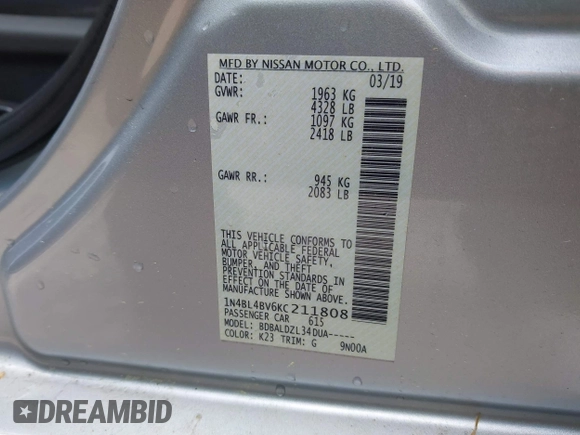 MFD BY NISSAN MOTOR CO., LTD.
DATE: 03/19
GVWR: 1963 KG
4328 LB
GAWR FR.: 1097 KG
2418 LB
GAWR RR.: 945 KG
2083 LB
THIS VEHICLE CONFORMS TO
ALL APPLICABLE FEDERAL
MOTOR VEHICLE SAFETY,
BUMPER, AND THEFT
PREVENTION STANDARDS IN
EFFECT ON THE DATE OF
MANUFACTURE SHOWN ABOVE.
1N4BL4BV6KC211808
PASSENGER CAR 615
MODEL: BDBALDZL34DUA-----
COLOR: K23 TRIM: G 9N00A
DREAMBID